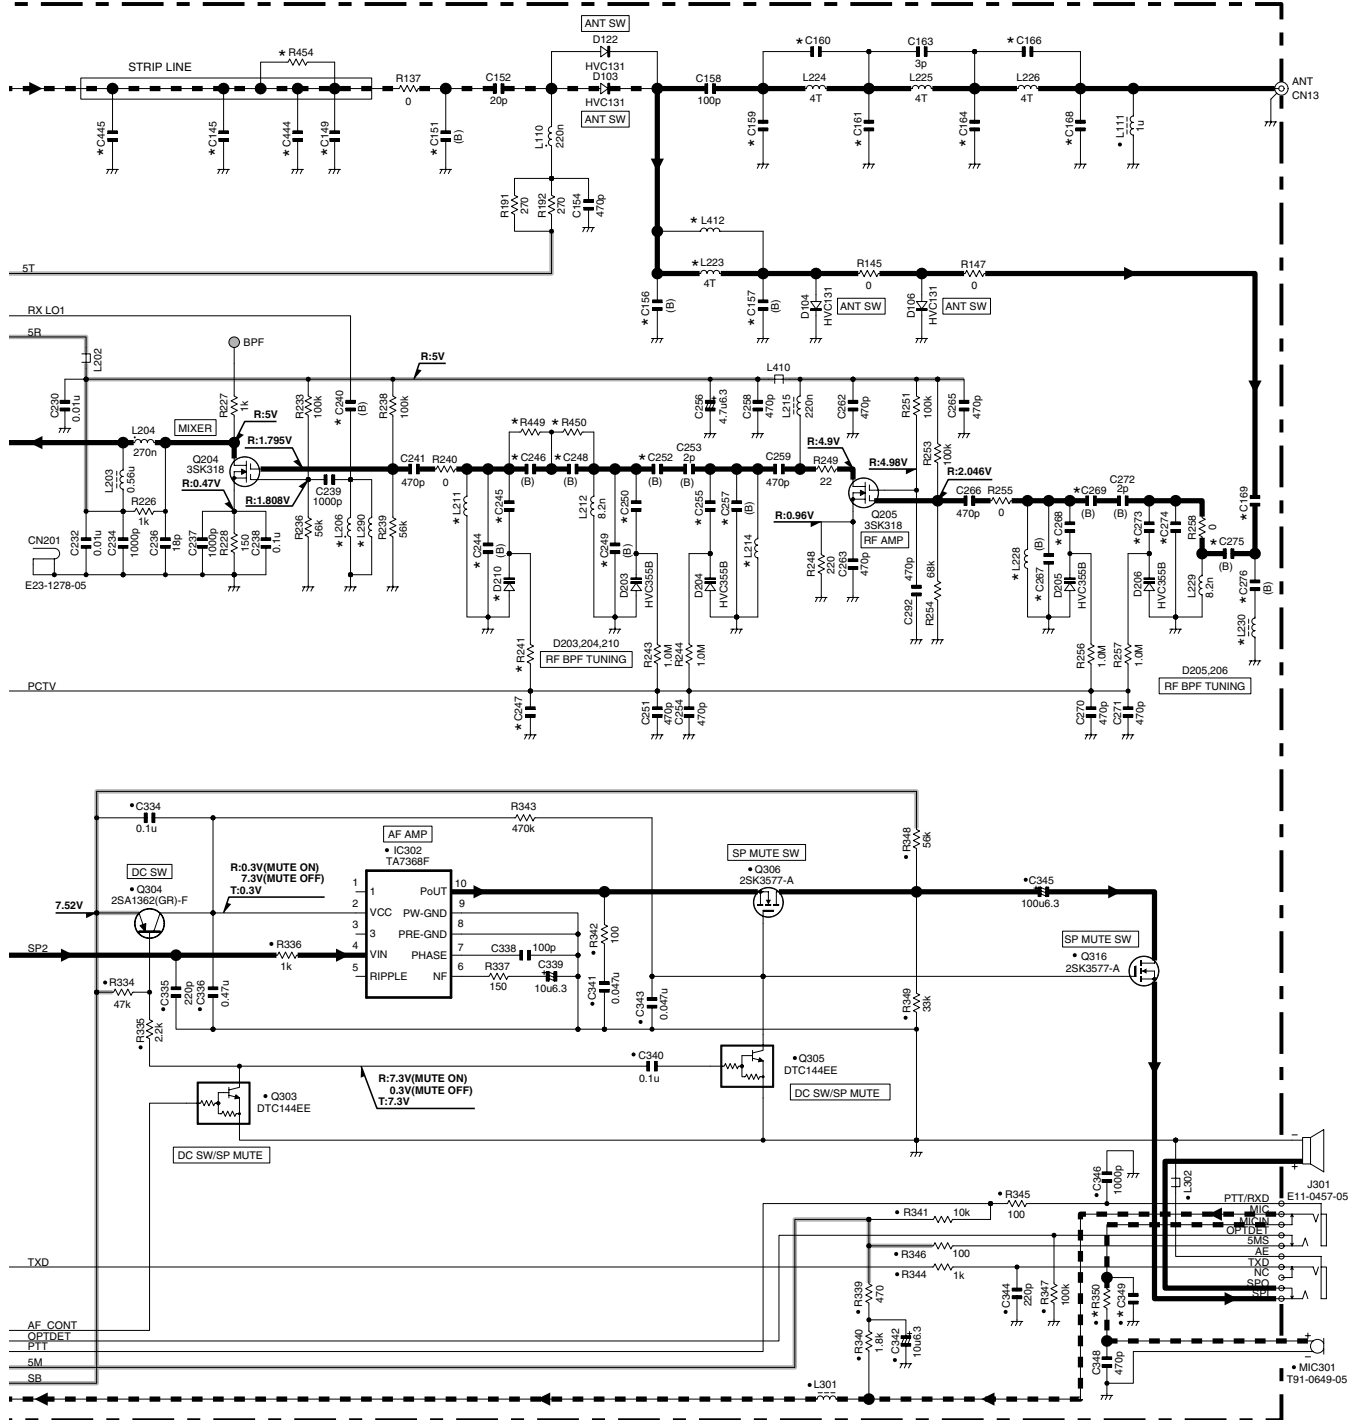 ANT SW
D122
HVC131
D103
HVC131
ANT SW
* R454
STRIP LINE
R137
0
C152
20p
C158
100p
* C160
C163
3p
* C166
L224
4T
L225
4T
L226
4T
ANT
CN13
* C445
* C145
* C444
* C149
* C151
(B)
L110
220n
* C159
* C161
* C164
* C168
• L111
1u
R191
270
R192
270
C154
470p
* L412
5T
* L223
4T
R145
0
R147
0
* C156
(B)
* C157
(B)
D104
HVC131
ANT SW
D106
HVC131
ANT SW
RX LO1
5R
L202
BPF
R:5V
L410
C230
0.01u
R227
1k
R233
100k
* C240
(B)
R238
100k
C256
4.7u6.3
C258
470p
L215
220n
C262
470p
R251
100k
C265
470p
R:5V
MIXER
L204
270n
R:1.795V
* R449
* R450
R:4.9V
R253
100k
Q204
3SK318
C241
470p
R240
0
* C246
(B)
* C248
(B)
* C252
(B)
C253
2p
(B)
C259
470p
R249
22
R:4.98V
R:2.046V
R:0.47V
L203
0.56u
R226
1k
R:1.808V
C239
1000p
* L211
* C245
L212
8.2n
* C250
* C255
* C257
(B)
R:0.96V
Q205
3SK318
RF AMP
C266
470p
R255
0
* C269
(B)
C272
2p
(B)
* C169
CN201
E23-1278-05
C232
0.01u
C234
1000p
C236
18p
C237
1000p
R228
150
C238
0.1u
R236
56k
* L206
* L290
R239
56k
* C244
(B)
* D210
* C249
(B)
D203
HVC355B
D204
HVC355B
* L214
R248
220
C263
470p
C292
470p
R254
68k
* L228
* C267
(B)
* C268
D205
HVC355B
* C273
* C274
D206
HVC355B
R258
0
L229
8.2n
* C275
(B)
* C276
(B)
* L230
* R241
D203,204,210
RF BPF TUNING
R243
1.0M
R244
1.0M
R256
1.0M
R257
1.0M
D205,206
RF BPF TUNING
PCTV
* C247
C251
470p
C254
470p
C270
470p
C271
470p
• C334
0.1u
R343
470k
AF AMP
• IC302
TA7368F
• R348
56k
DC SW
• Q304
2SA1362(GR)-F
R:0.3V(MUTE ON)
7.3V(MUTE OFF)
T:0.3V
SP MUTE SW
• Q306
2SK3577-A
• C345
100u6.3
7.52V
1
2
3
4
5
1
VCC
3
VIN
RIPPLE
PoUT
PW-GND
PRE-GND
PHASE
NF
10
9
8
7
6
SP2
• R336
1k
C338
100p
R337
150
C339
10u6.3
• R342
100
• C341
0.047u
SP MUTE SW
• Q316
2SK3577-A
• R334
47k
• C335
220p
• C336
0.47u
• C343
0.047u
• R349
33k
• R335
2.2k
• C340
0.1u
• Q305
DTC144EE
DC SW/SP MUTE
R:7.3V(MUTE ON)
0.3V(MUTE OFF)
T:7.3V
• Q303
DTC144EE
DC SW/SP MUTE
−
+
J301
E11-0457-05
• C346
1000p
• L302
• R345
100
PTT/RXD
MIC
MICIN
OPTDET
5MS
AE
TXD
NC
SPO
SPI
• R341
10k
• R346
100
• R344
1k
TXD
• R339
470
• C344
220p
• R347
100k
* • R350
* • C349
AF CONT
OPTDET
PTT
5M
SB
• R340
1.8k
• C342
10u6.3
C348
470p
+
−
• MIC301
T91-0649-05
• L301